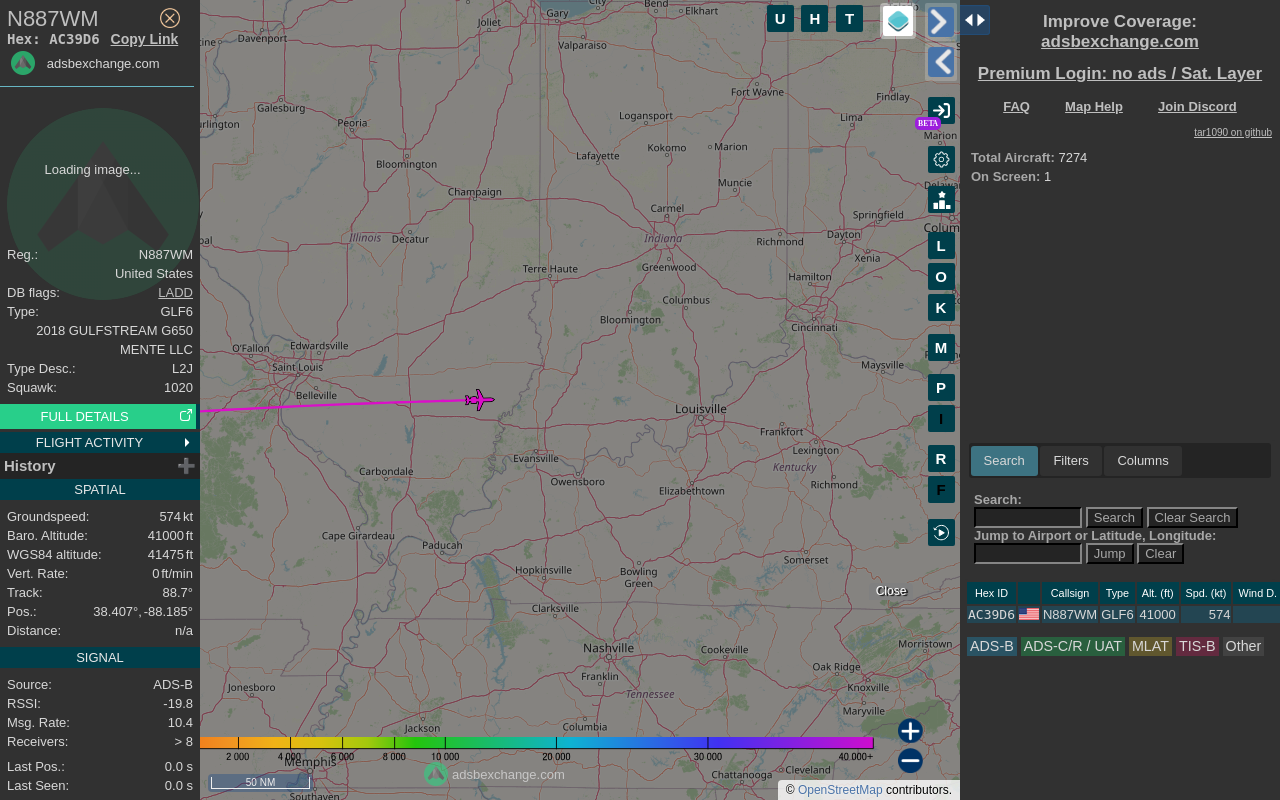 N887WM
Hex: AC39D6 Copy Link
adsbexchange.com
Loading image...
Reg.: N887WM
United States
DB flags: LADD
Type: GLF6
2018 GULFSTREAM G650
MENTE LLC
Type Desc.: L2J
Squawk: 1020
FULL DETAILS
FLIGHT ACTIVITY
History
SPATIAL
Groundspeed: 574 kt
Baro. Altitude: 41000 ft
WGS84 altitude: 41475 ft
Vert. Rate: 0 ft/min
Track: 88.7°
Pos.: 38.407°, -88.185°
Distance: n/a
SIGNAL
Source: ADS-B
RSSI: -19.8
Msg. Rate: 10.4
Receivers: > 8
Last Pos.: 0.0 s
Last Seen: 0.0 s
Joliet
Gary
Bend
Elkhart
Davenport
Valparaiso
Galesburg
Peoria
Fort Wayne
Findlay
Logansport
Lima
Marion
Kokomo
Marion
Bloomington
Lafayette
Muncie
Champaign
Carmel
Springfield
Illinois
Decatur
Indiana
Richmond
Dayton
Xenia
Terre Haute
Greenwood
Hamilton
Columbus
Bloomington
Cincinnati
O'Fallon
Edwardsville
Saint Louis
Maysville
Belleville
Louisville
Frankfort
Lexington
Evansville
Kentucky
Carbondale
Owensboro
Elizabethtown
Richmond
Cape Girardeau
Paducah
Somerset
Hopkinsville
Bowling
Green
Clarksville
Nashville
Cookeville
Morristown
Franklin
Oak Ridge
Knoxville
Jonesboro
Tennessee
Maryville
Jackson
Columbia
Memphis
Chattanooga
Cleveland
Southaven
U H T
BETA
L
O
K
M
P
I
R
F
Close
2 000 4 000 6 000 8 000 10 000 20 000 30 000 40 000+
50 NM
adsbexchange.com
© OpenStreetMap contributors.
Improve Coverage:
adsbexchange.com
Premium Login: no ads / Sat. Layer
FAQ Map Help Join Discord
tar1090 on github
Total Aircraft: 7274
On Screen: 1
Search Filters Columns
Search:
Search Clear Search
Jump to Airport or Latitude, Longitude:
Jump Clear
Hex ID Callsign Type Alt. (ft) Spd. (kt) Wind D.
AC39D6 N887WM GLF6 41000 574
ADS-B ADS-C/R / UAT MLAT TIS-B Other